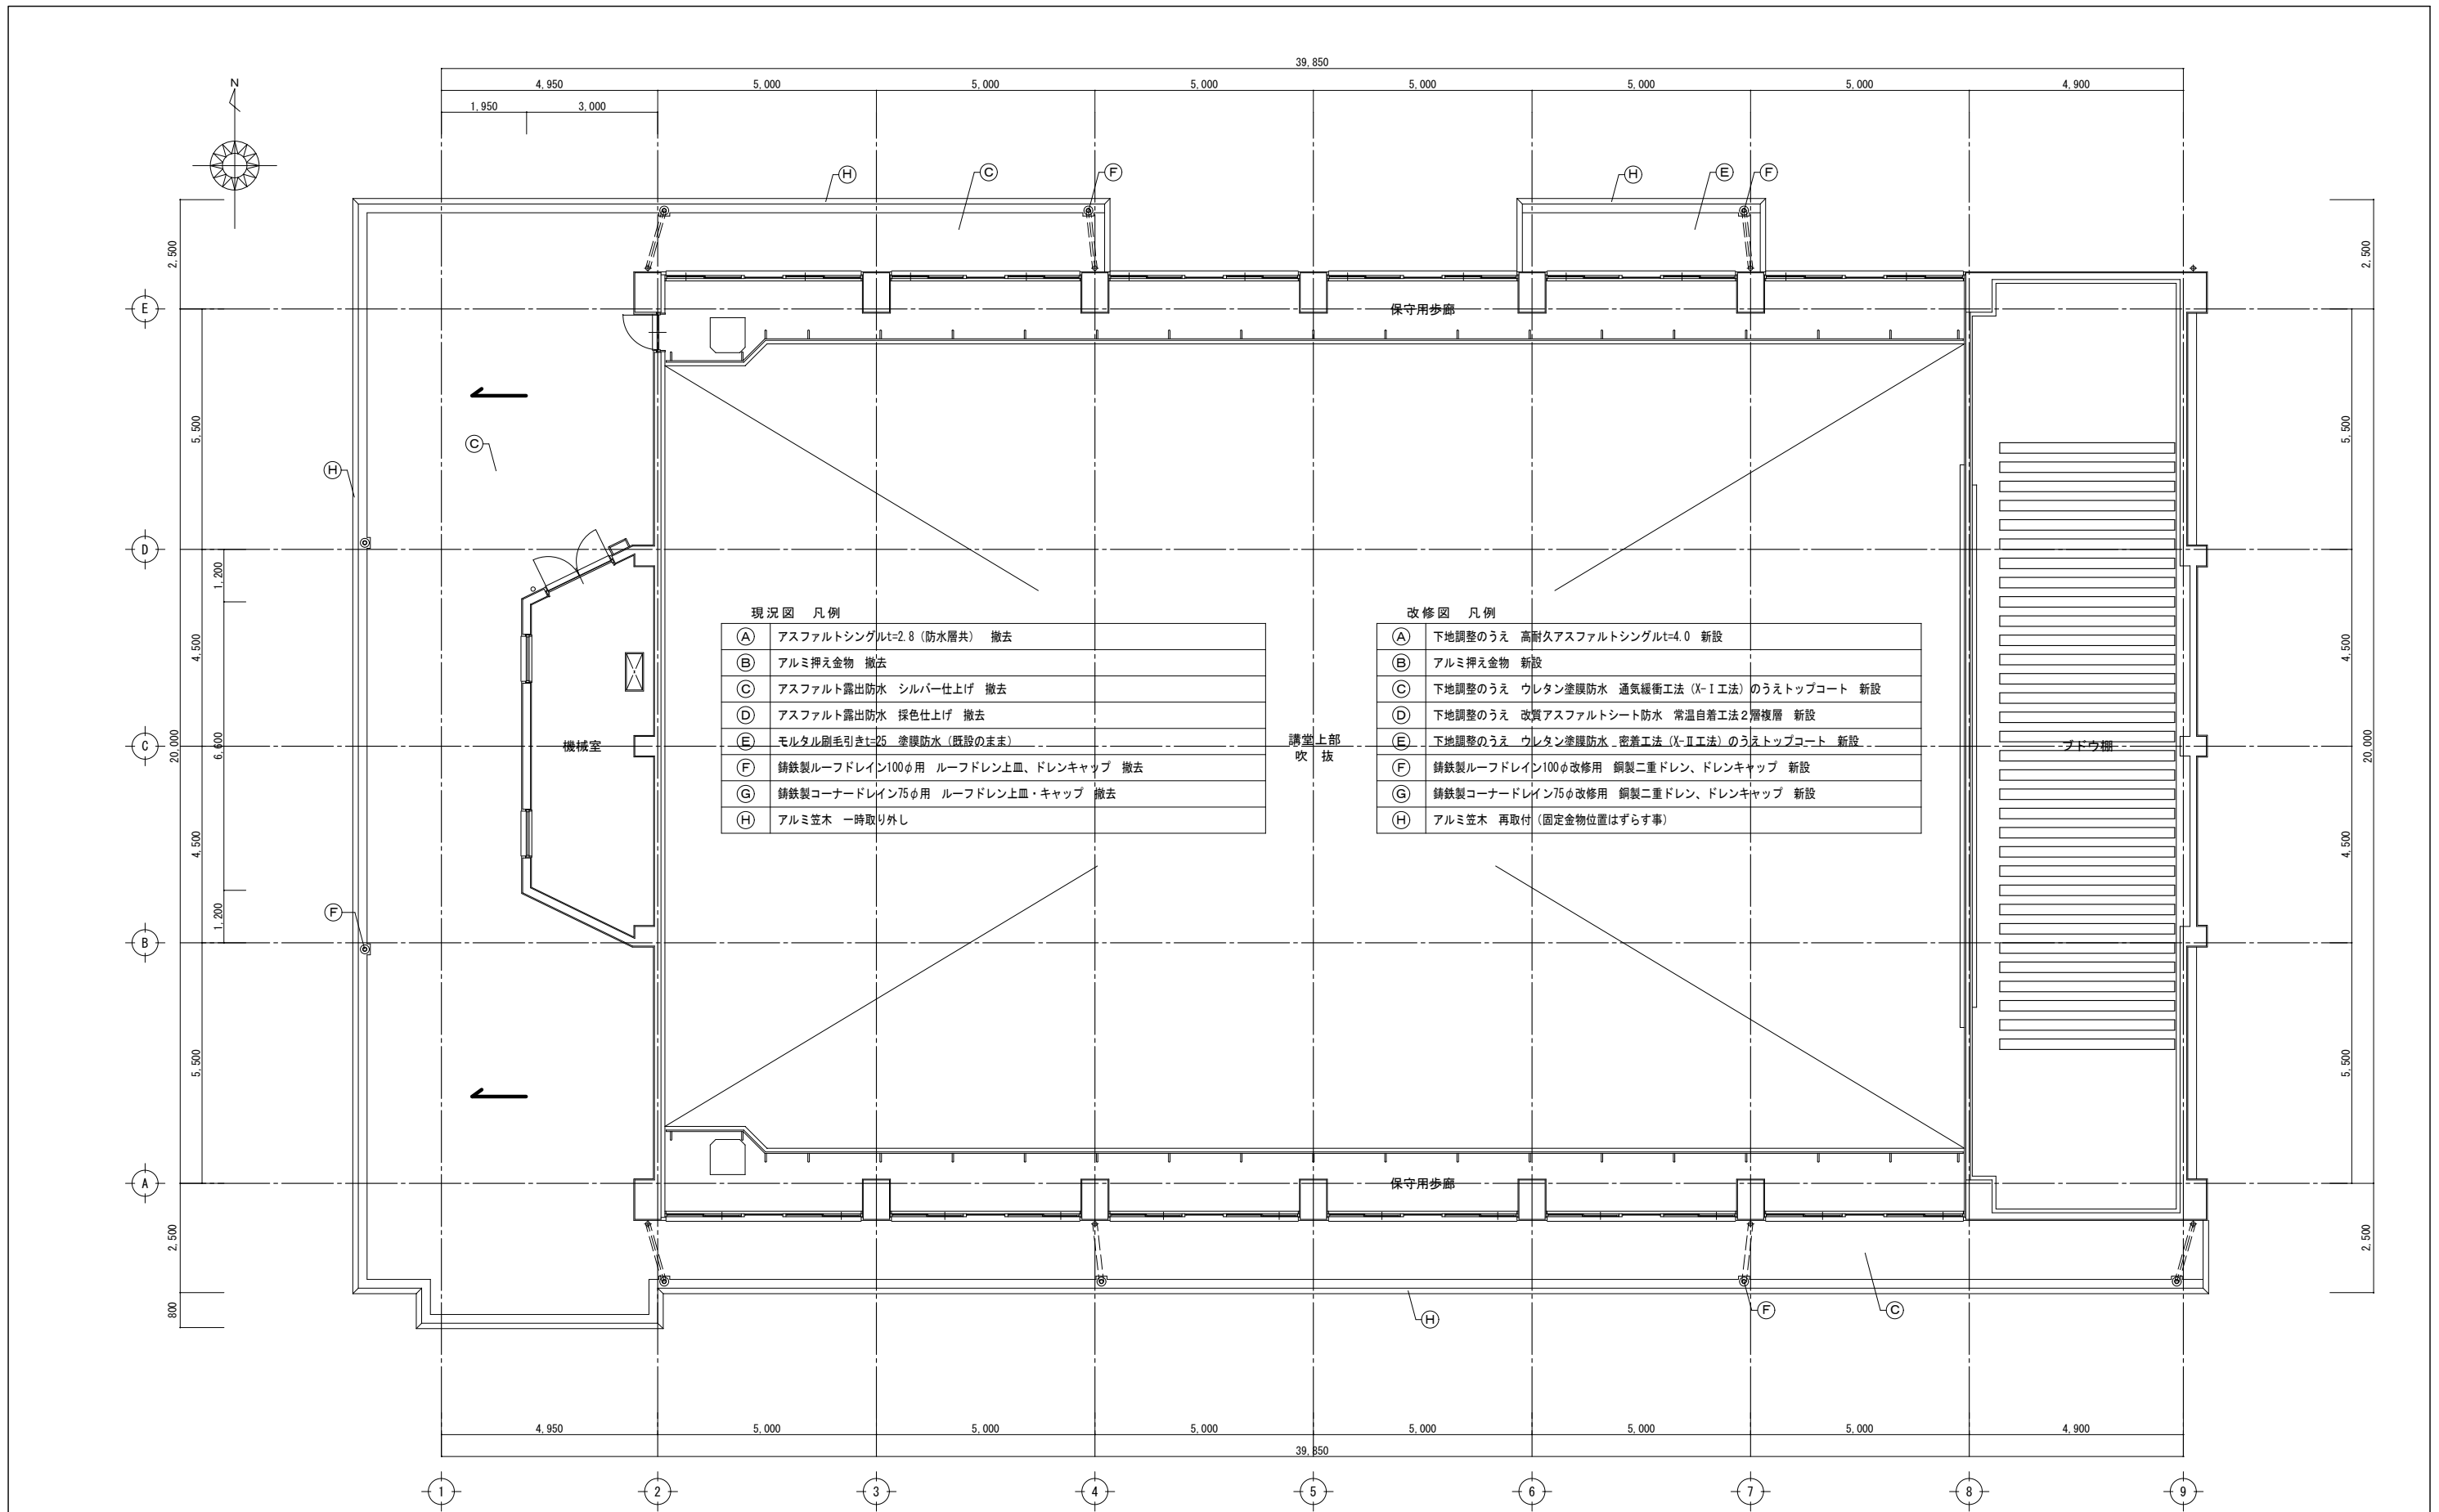 39,850
4,950 5,000 5,000 5,000 5,000 5,000 5,000 4,900
1,950 3,000
N
H C F H E F
2,500 2,500
E 保守用歩廊
5,500 5,500
C
H
D
1,200
4,500 4,500
現況図 凡例
A アスファルトシングルt=2.8（防水層共） 撤去
B アルミ押え金物 撤去
C アスファルト露出防水 シルバー仕上げ 撤去
D アスファルト露出防水 採色仕上げ 撤去
E モルタル刷毛引きt=25 塗膜防水（既設のまま）
F 鋳鉄製ルーフドレイン100φ用 ルーフドレン上皿、ドレンキャップ 撤去
G 鋳鉄製コーナードレイン75φ用 ルーフドレン上皿・キャップ 撤去
H アルミ笠木 一時取り外し
改修図 凡例
A 下地調整のうえ 高耐久アスファルトシングルt=4.0 新設
B アルミ押え金物 新設
C 下地調整のうえ ウレタン塗膜防水 通気緩衝工法（X-Ⅰ工法）のうえトップコート 新設
D 下地調整のうえ 改質アスファルトシート防水 常温自着工法２層複層 新設
E 下地調整のうえ ウレタン塗膜防水 密着工法（X-Ⅱ工法）のうえトップコート 新設
F 鋳鉄製ルーフドレイン100φ改修用 銅製二重ドレン、ドレンキャップ 新設
G 鋳鉄製コーナードレイン75φ改修用 銅製二重ドレン、ドレンキャップ 新設
H アルミ笠木 再取付（固定金物位置はずらす事）
C 20,000 6,600 機械室
講堂上部
吹 抜
ブドウ棚 20,000
4,500 4,500
F
1,200
B
5,500 5,500
A 保守用歩廊
2,500 2,500
800
H F C
4,950 5,000 5,000 5,000 5,000 5,000 5,000 4,900
39,850
1 2 3 4 5 6 7 8 9